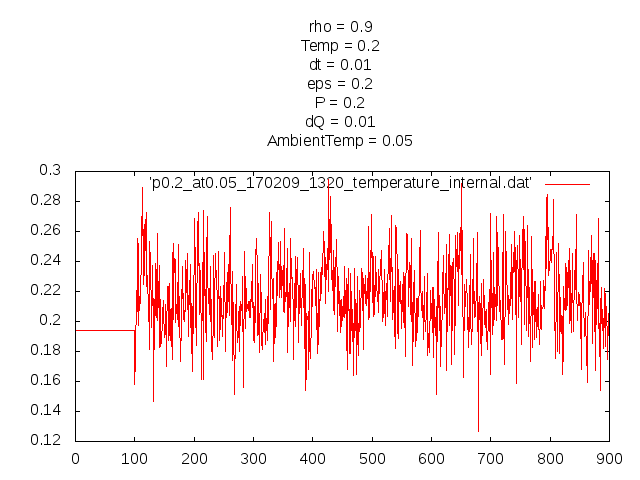 rho = 0.9
Temp = 0.2
dt = 0.01
eps = 0.2
P = 0.2
dQ = 0.01
AmbientTemp = 0.05
'p0.2_at0.05_170209_1320_temperature_internal.dat'
0.3
0.28
0.26
0.24
0.22
0.2
0.18
0.16
0.14
0.12
0 100 200 300 400 500 600 700 800 900